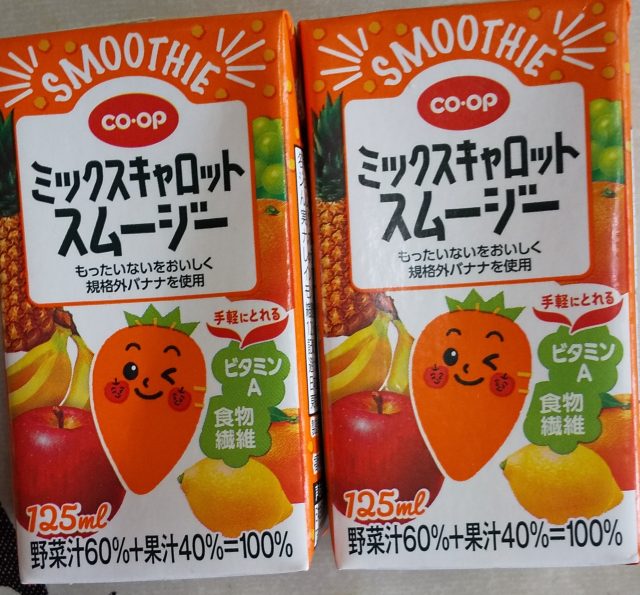 SMOOTHIE
CO・OP
ミックスキャロット
スムージー
もったいないをおいしく
規格外バナナを使用
手軽にとれる
ビタミン
A
食物
繊維
125ml
野菜汁60%+果汁40%=100%
SMOOTHIE
CO・OP
ミックスキャロット
スムージー
もったいないをおいしく
規格外バナナを使用
手軽にとれる
ビタミン
A
食物
繊維
125ml
野菜汁60%+果汁40%=100%